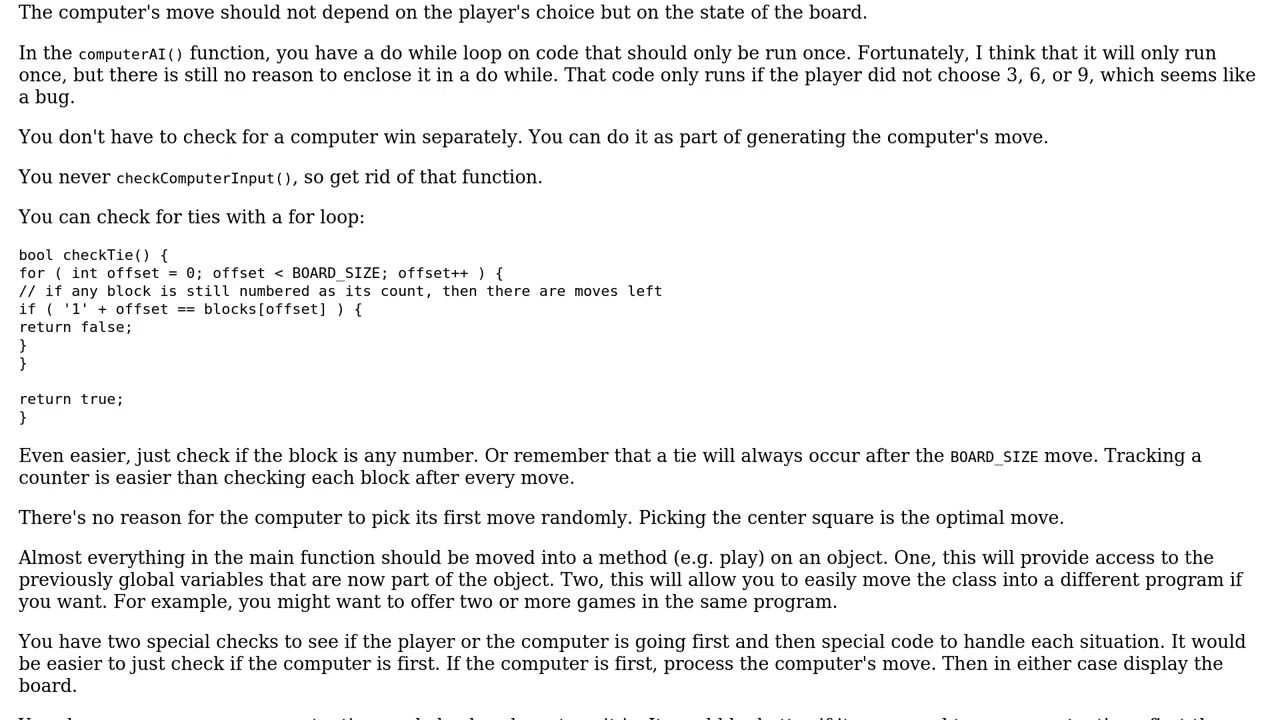 The computer's move should not depend on the player's choice but on the state of the board.
In the computerAI() function, you have a do while loop on code that should only be run once. Fortunately, I think that it will only run
once, but there is still no reason to enclose it in a do while. That code only runs if the player did not choose 3, 6, or 9, which seems like
a bug.
You don't have to check for a computer win separately. You can do it as part of generating the computer's move.
You never checkComputerInput(), so get rid of that function.
You can check for ties with a for loop:
bool checkTie() {
for ( int offset = 0; offset < BOARD_SIZE; offset++ ) {
// if any block is still numbered as its count, then there are moves left
if ( '1' + offset == blocks[offset] ) {
return false;
}
}
return true;
}
Even easier, just check if the block is any number. Or remember that a tie will always occur after the BOARD_SIZE move. Tracking a
counter is easier than checking each block after every move.
There's no reason for the computer to pick its first move randomly. Picking the center square is the optimal move.
Almost everything in the main function should be moved into a method (e.g. play) on an object. One, this will provide access to the
previously global variables that are now part of the object. Two, this will allow you to easily move the class into a different program if
you want. For example, you might want to offer two or more games in the same program.
You have two special checks to see if the player or the computer is going first and then special code to handle each situation. It would
be easier to just check if the computer is first. If the computer is first, process the computer's move. Then in either case display the
board.